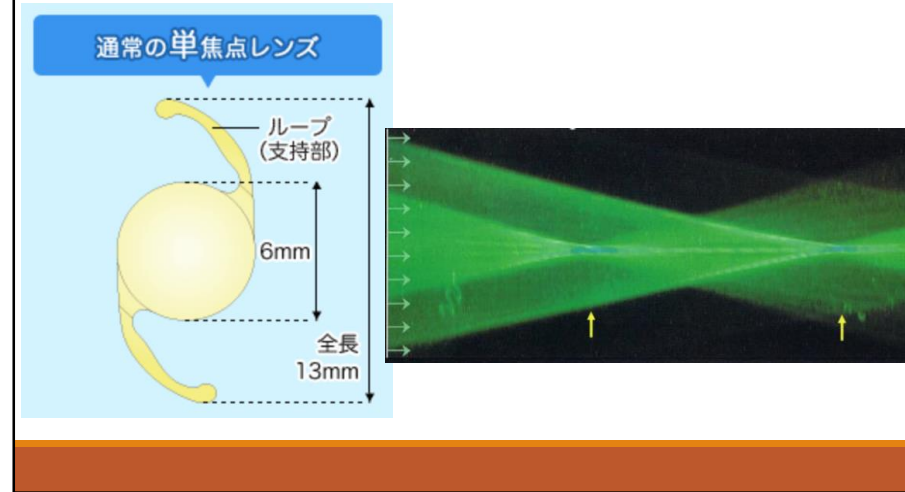 通常の単焦点レンズ
ループ
(支持部)
6mm
全長
13mm